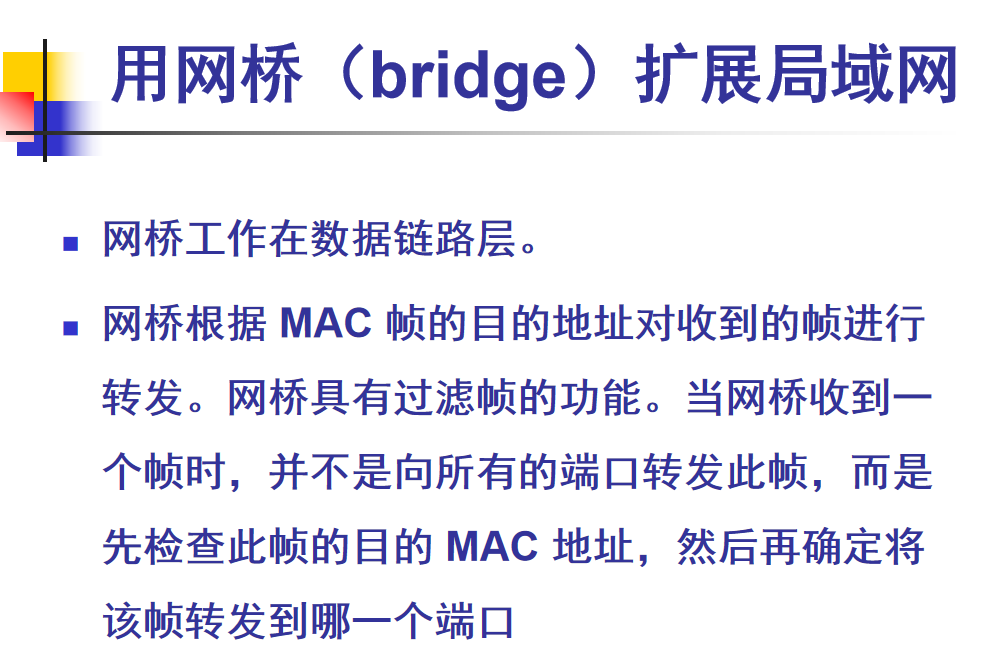 用网桥（bridge）扩展局域网
网桥工作在数据链路层。
网桥根据 MAC 帧的目的地址对收到的帧进行
转发。网桥具有过滤帧的功能。当网桥收到一
个帧时，并不是向所有的端口转发此帧，而是
先检查此帧的目的 MAC 地址，然后再确定将
该帧转发到哪一个端口